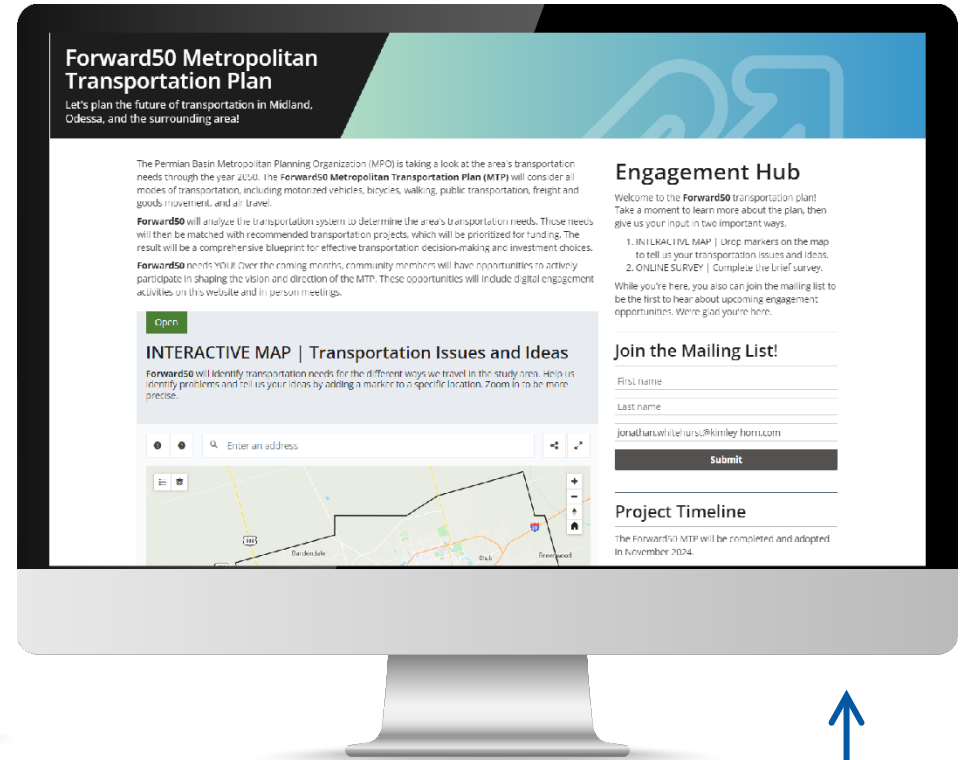 Forward50 Metropolitan
Transportation Plan
Let's plan the future of transportation in Midland,
Odessa, and the surrounding area!
The Permian Basin Metropolitan Planning Organization (MPO) is taking a look at the area's transportation
needs through the year 2050. The Forward50 Metropolitan Transportation Plan (MTP) will consider all
modes of transportation, including motorized vehicles, bicycles, walking, public transportation, freight and
goods movement, and air travel.
Forward50 will analyze the transportation system to determine the area's transportation needs. Those needs
will then be matched with recommended transportation projects, which will be prioritized for funding. The
result will be a comprehensive blueprint for effective transportation decision-making and investment choices.
Forward50 needs YOU! Over the coming months, community members will have opportunities to actively
participate in shaping the vision and direction of the MTP. These opportunities will include digital engagement
activities on this website and in person meetings.
Open
INTERACTIVE MAP | Transportation Issues and Ideas
Forward50 will identify transportation needs for the different ways we travel in the study area. Help us
identify problems and tell us your ideas by adding a marker to a specific location. Zoom in to be more
precise.
Enter an address
Gardendale
Club
Greenwood
Engagement Hub
Welcome to the Forward50 transportation plan!
Take a moment to learn more about the plan, then
give us your input in two important ways.
1. INTERACTIVE MAP | Drop markers on the map
to tell us your transportation issues and ideas.
2. ONLINE SURVEY | Complete the brief survey.
While you're here, you also can join the mailing list to
be the first to hear about upcoming engagement
opportunities. We're glad you're here.
Join the Mailing List!
First name
Last name
jonathan.whitehurst@kimley-horn.com
Submit
Project Timeline
The Forward50 MTP will be completed and adopted
in November 2024.